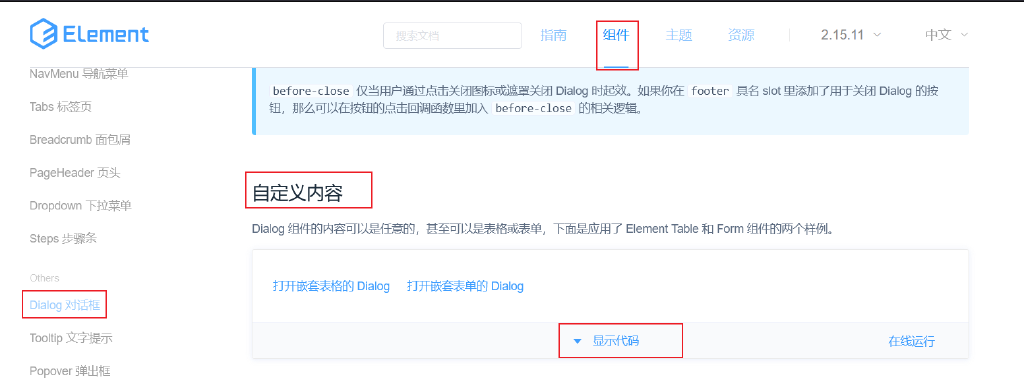 Element
搜索文档
指南
组件
主题
资源
2.15.11
中文
NavMenu 导航菜单
Tabs 标签页
Breadcrumb 面包屑
PageHeader 页头
Dropdown 下拉菜单
Steps 步骤条
Others
Dialog 对话框
Tooltip 文字提示
Popover 弹出框
before-close 仅当用户通过点击关闭图标或遮罩关闭 Dialog 时起效。如果你在 footer 具名 slot 里添加了用于关闭 Dialog 的按
钮，那么可以在按钮的点击回调函数里加入 before-close 的相关逻辑。
自定义内容
Dialog 组件的内容可以是任意的，甚至可以是表格或表单，下面是应用了 Element Table 和 Form 组件的两个样例。
打开嵌套表格的 Dialog
打开嵌套表单的 Dialog
显示代码
在线运行